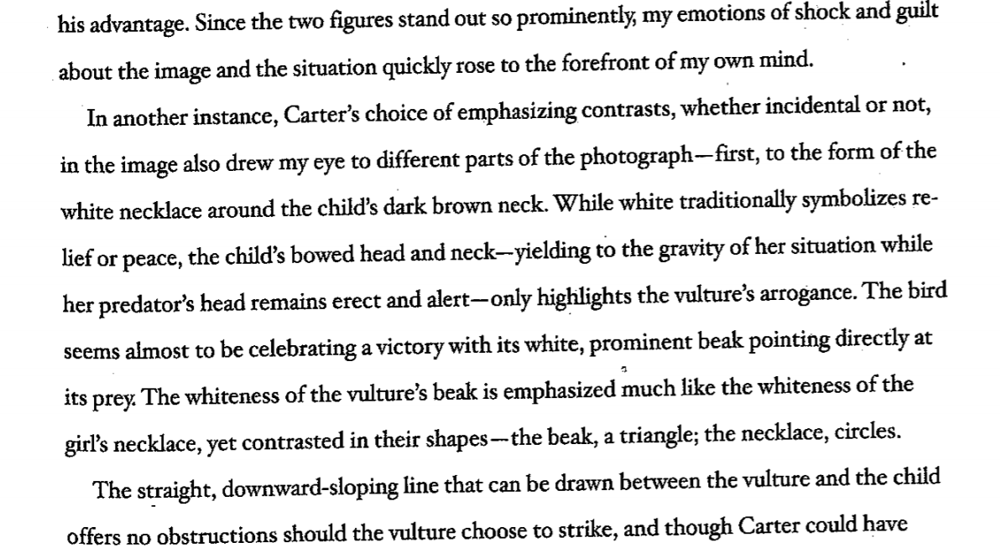 his advantage. Since the two figures stand out so prominently, my emotions of shock and guilt
about the image and the situation quickly rose to the forefront of my own mind.
In another instance, Carter's choice of emphasizing contrasts, whether incidental or not,
in the image also drew my eye to different parts of the photograph—first, to the form of the
white necklace around the child's dark brown neck. While white traditionally symbolizes re-
lief or peace, the child's bowed head and neck—yielding to the gravity of her situation while
her predator's head remains erect and alert—only highlights the vulture's arrogance. The bird
seems almost to be celebrating a victory with its white, prominent beak pointing directly at
its prey. The whiteness of the vulture's beak is emphasized much like the whiteness of the
girl's necklace, yet contrasted in their shapes—the beak, a triangle; the necklace, circles.
The straight, downward-sloping line that can be drawn between the vulture and the child
offers no obstructions should the vulture choose to strike, and though Carter could have